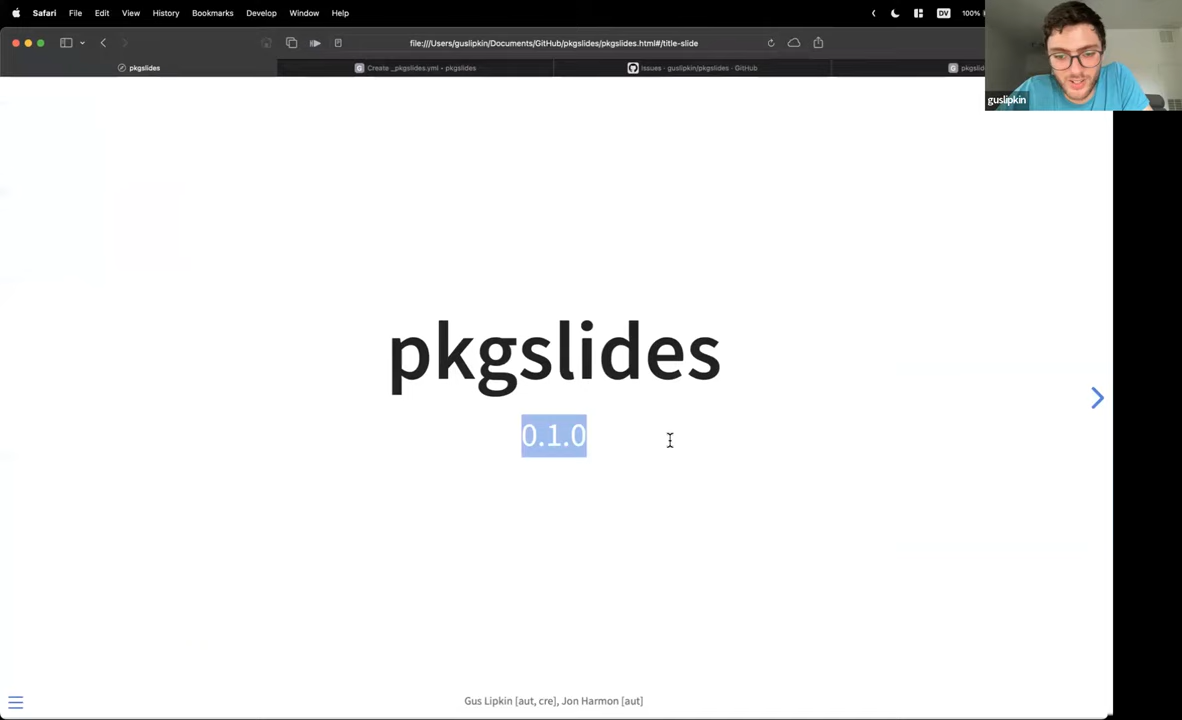 Safari File Edit View History Bookmarks Develop Window Help DV 100%
file:///Users/guslipkin/Documents/GitHub/pkgslides/pkgslides.html#/title-slide
pkgslides
Create _pkgslides.yml • pkgslides
Issues · guslipkin/pkgslides · GitHub
pkgslid
guslipkin
pkgslides
0.1.0
Gus Lipkin [aut, cre], Jon Harmon [aut]